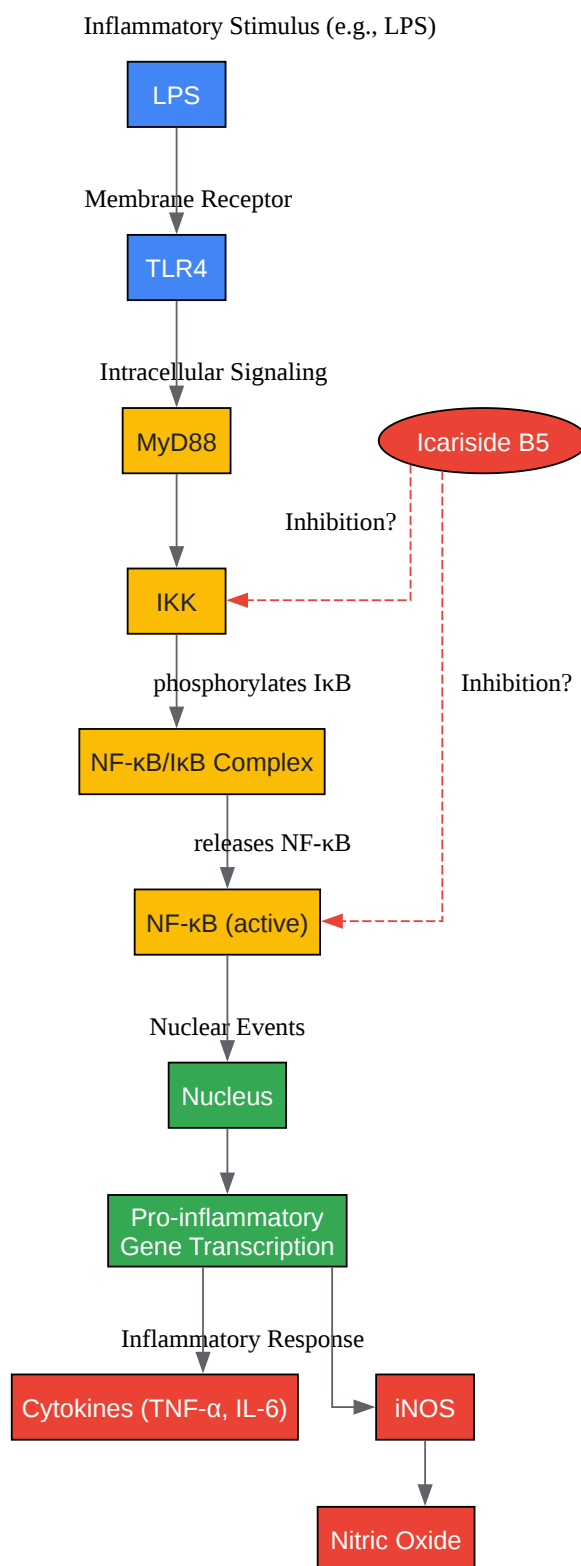 Inflammatory Stimulus (e.g., LPS)
LPS
Membrane Receptor
TLR4
Intracellular Signaling
MyD88
Icariside B5
Inhibition?
IKK
phosphorylates IκB
Inhibition?
NF-κB/IκB Complex
releases NF-κB
NF-κB (active)
Nuclear Events
Nucleus
Pro-inflammatory
Gene Transcription
Inflammatory Response
Cytokines (TNF-α, IL-6)
iNOS
Nitric Oxide